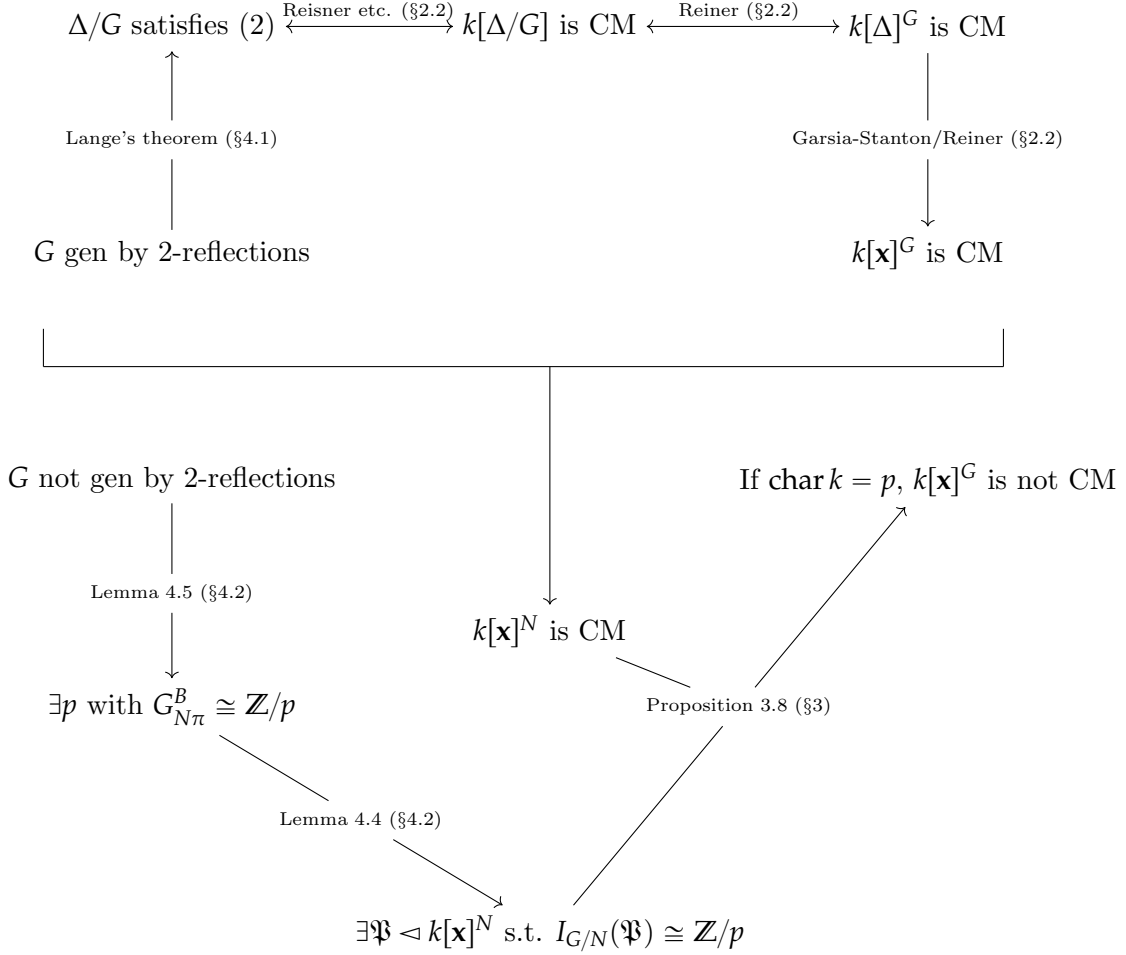 Δ/G satisfies (2)
Reisner etc. (§2.2)
k[Δ/G] is CM
Reiner (§2.2)
k[Δ]^G is CM
Lange's theorem (§4.1)
Garsia-Stanton/Reiner (§2.2)
G gen by 2-reflections
k[𝐱]^G is CM
G not gen by 2-reflections
If char k = p, k[𝐱]^G is not CM
Lemma 4.5 (§4.2)
k[𝐱]^N is CM
∃p with G^B_{Nπ} ≅ ℤ/p
Proposition 3.8 (§3)
Lemma 4.4 (§4.2)
∃𝔓 ◁ k[𝐱]^N s.t. I_{G/N}(𝔓) ≅ ℤ/p